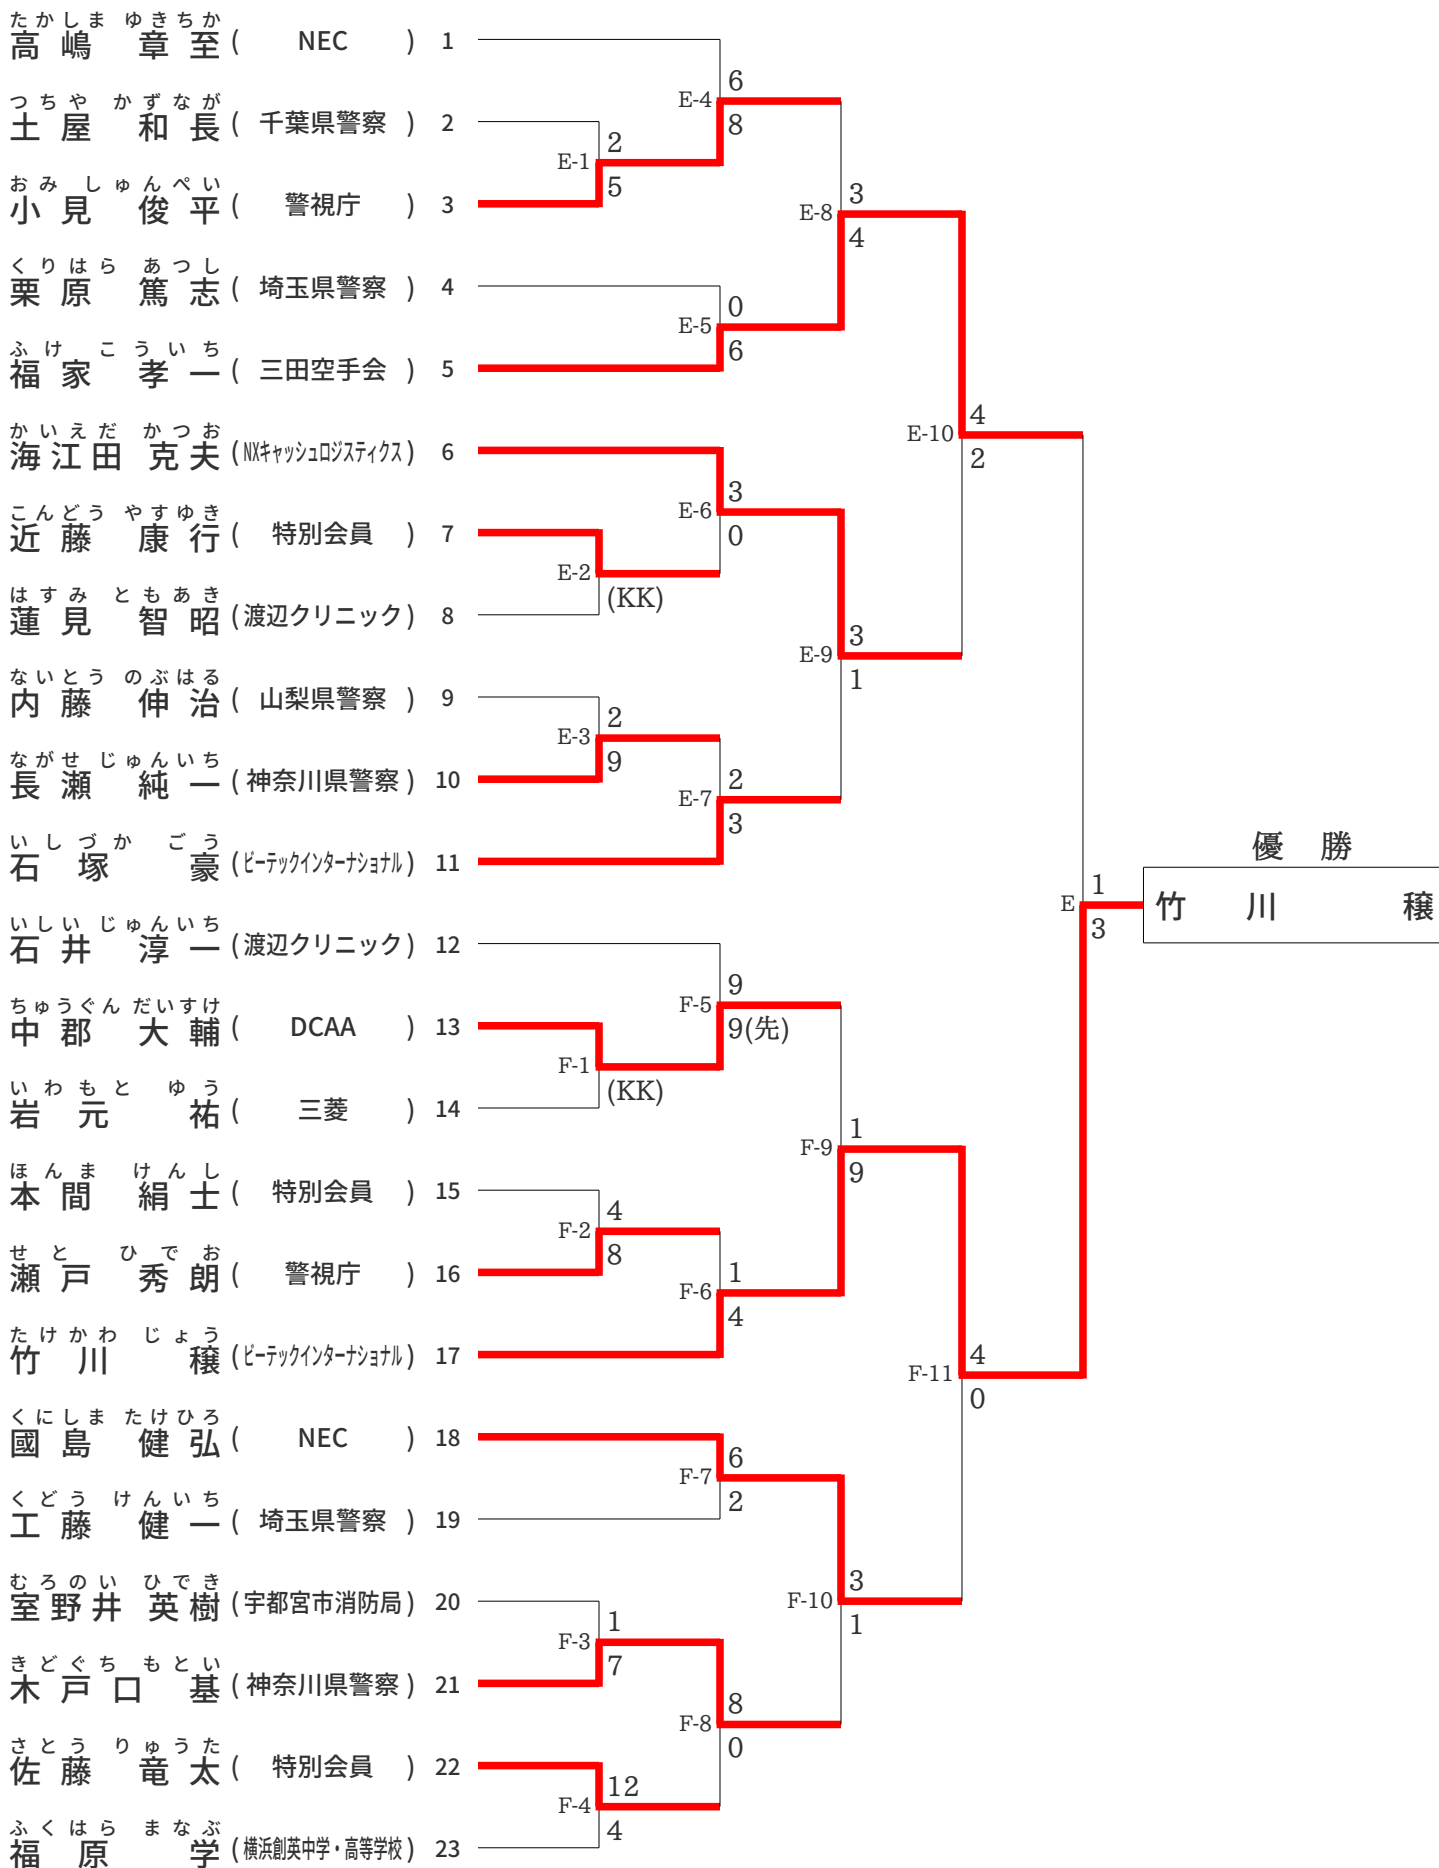 たかしま ゆきちか
高嶋 章至 ( NEC ) 1
つちや かずなが
土屋 和長 ( 千葉県警察 ) 2
おみ しゅんぺい
小見 俊平 ( 警視庁 ) 3
くりはら あつし
栗原 篤志 ( 埼玉県警察 ) 4
ふけ こういち
福家 孝一 ( 三田空手会 ) 5
かいえだ かつお
海江田 克夫 (NXキャッシュロジスティクス) 6
こんどう やすゆき
近藤 康行 ( 特別会員 ) 7
はすみ ともあき
蓮見 智昭 (渡辺クリニック) 8
ないとう のぶはる
内藤 伸治 ( 山梨県警察 ) 9
ながせ じゅんいち
長瀬 純一 (神奈川県警察) 10
いしづか ごう
石塚 豪 (ビーテックインターナショナル) 11
いしい じゅんいち
石井 淳一 (渡辺クリニック) 12
ちゅうぐん だいすけ
中郡 大輔 ( DCAA ) 13
いわもと ゆう
岩元 祐 ( 三菱 ) 14
ほんま けんし
本間 絹士 ( 特別会員 ) 15
せと ひでお
瀬戸 秀朗 ( 警視庁 ) 16
たけかわ じょう
竹川 穣 (ビーテックインターナショナル) 17
くにしま たけひろ
國島 健弘 ( NEC ) 18
くどう けんいち
工藤 健一 ( 埼玉県警察 ) 19
むろのい ひでき
室野井 英樹 (宇都宮市消防局) 20
きどぐち もとい
木戸口 基 (神奈川県警察) 21
さとう りゅうた
佐藤 竜太 ( 特別会員 ) 22
ふくはら まなぶ
福原 学 (横浜創英中学・高等学校) 23
E-1
2
5
E-2
(KK)
E-3
2
9
F-1
(KK)
F-2
4
8
F-3
1
7
F-4
12
4
E-4
6
8
E-5
0
6
E-6
3
0
E-7
2
3
F-5
9
9(先)
F-6
1
4
F-7
6
2
F-8
8
0
E-8
3
4
E-9
3
1
F-9
1
9
F-10
3
1
E-10
4
2
F-11
4
0
E
1
3
優 勝
竹 川 穣